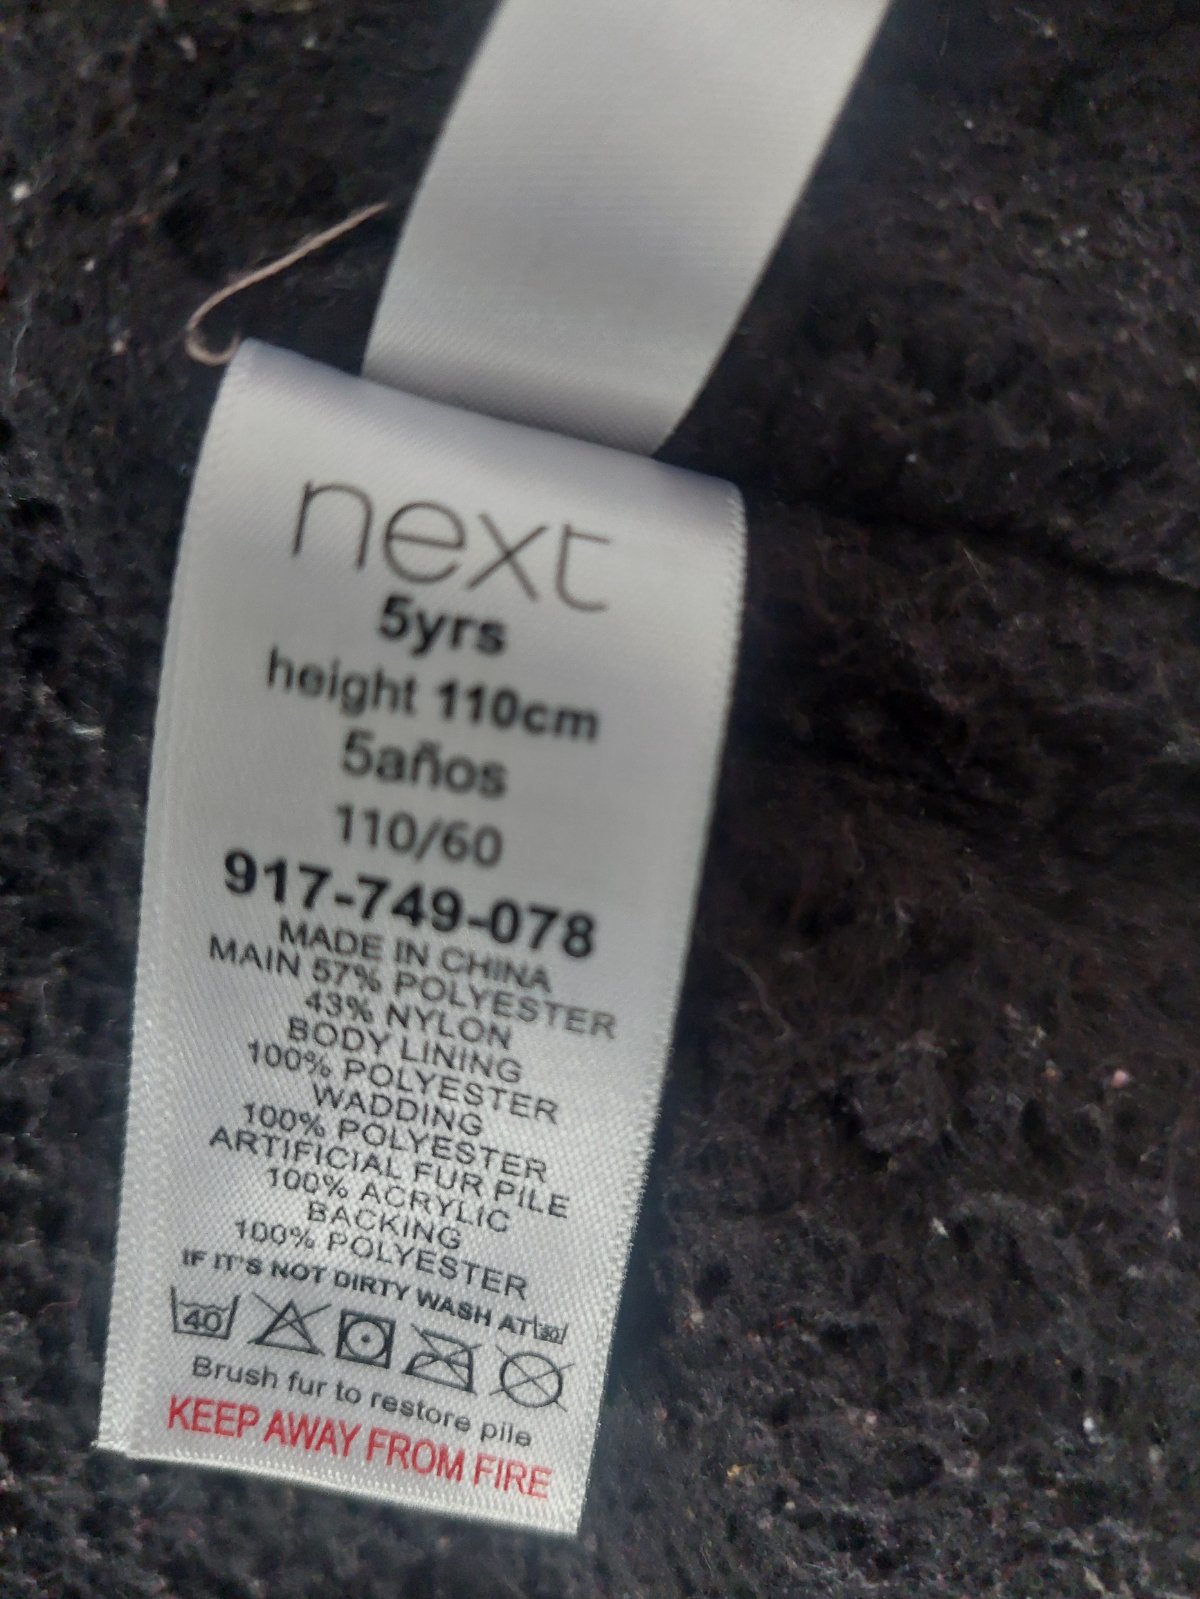 next
5yrs
height 110cm
5años
110/60
917-749-078
MADE IN CHINA
MAIN 57% POLYESTER
43% NYLON
BODY LINING
100% POLYESTER
WADDING
100% POLYESTER
ARTIFICIAL FUR PILE
100% ACRYLIC
BACKING
100% POLYESTER
IF IT'S NOT DIRTY WASH AT 30
40
Brush fur to restore pile
KEEP AWAY FROM FIRE